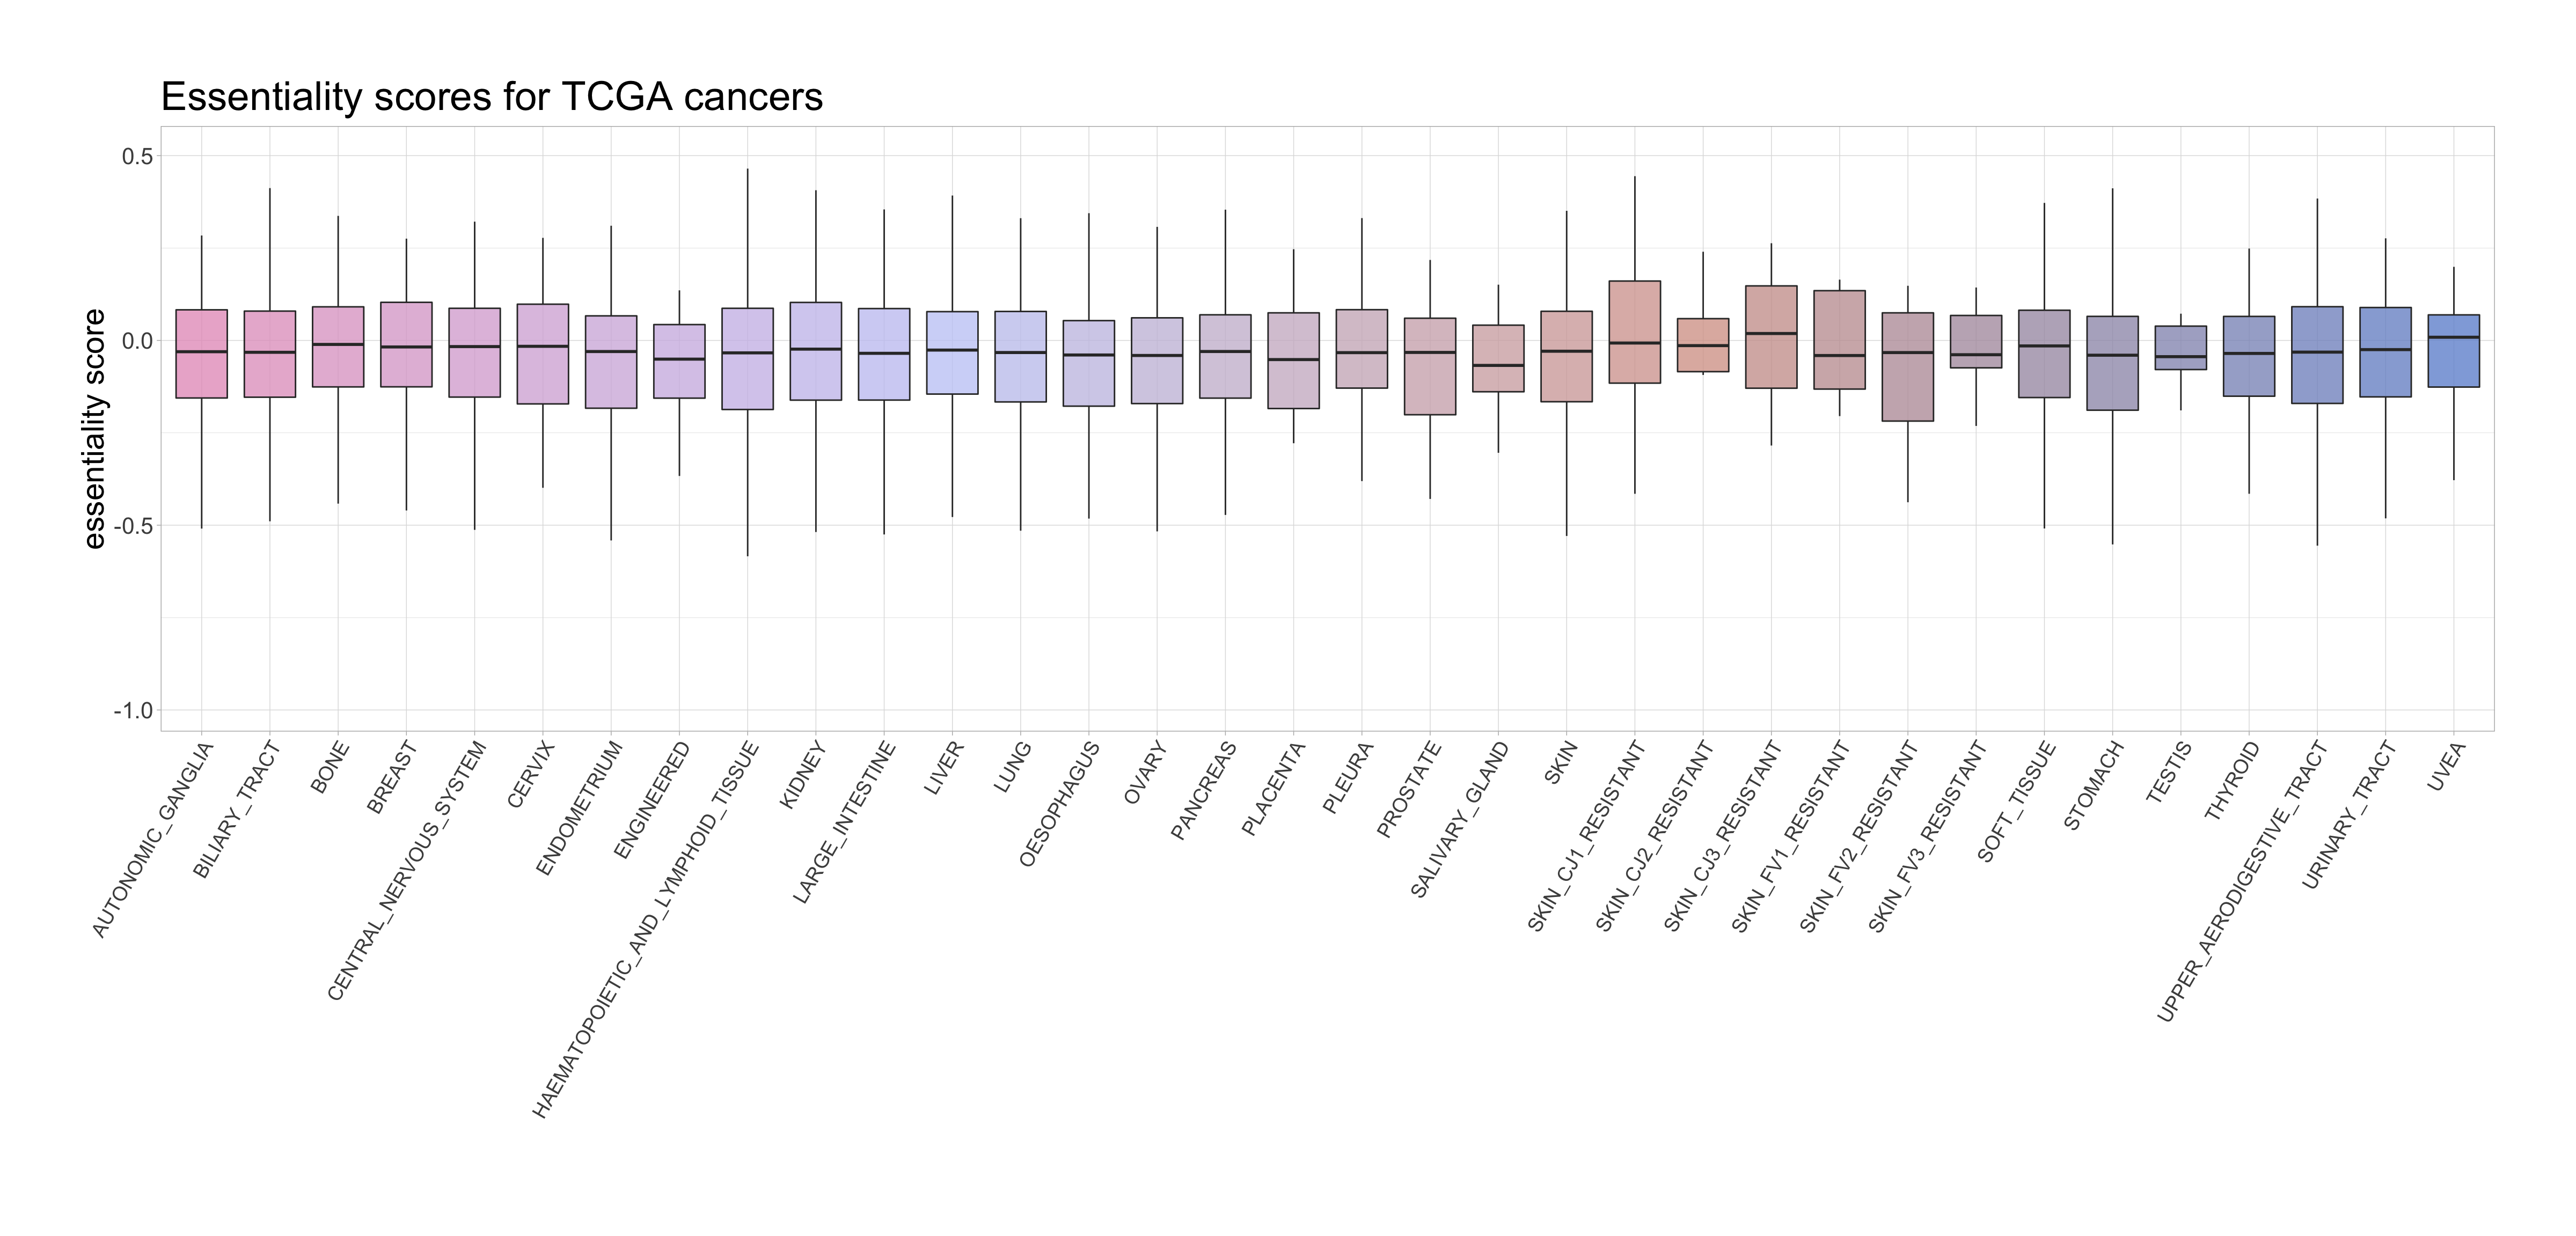 Essentiality scores for TCGA cancers
essentiality score
0.5
0.0
-0.5
-1.0
AUTONOMIC_GANGLIA
BILIARY_TRACT
BONE
BREAST
CENTRAL_NERVOUS_SYSTEM
CERVIX
ENDOMETRIUM
ENGINEERED
HAEMATOPOIETIC_AND_LYMPHOID_TISSUE
KIDNEY
LARGE_INTESTINE
LIVER
LUNG
OESOPHAGUS
OVARY
PANCREAS
PLACENTA
PLEURA
PROSTATE
SALIVARY_GLAND
SKIN
SKIN_CJ1_RESISTANT
SKIN_CJ2_RESISTANT
SKIN_CJ3_RESISTANT
SKIN_FV1_RESISTANT
SKIN_FV2_RESISTANT
SKIN_FV3_RESISTANT
SOFT_TISSUE
STOMACH
TESTIS
THYROID
UPPER_AERODIGESTIVE_TRACT
URINARY_TRACT
UVEA